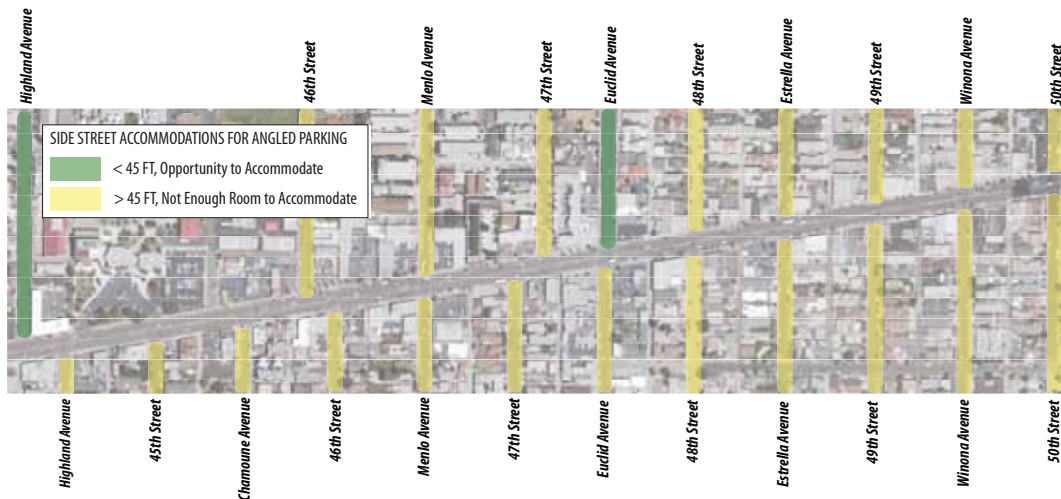 Highland Avenue
46th Street
Menlo Avenue
47th Street
Euclid Avenue
48th Street
Estrella Avenue
49th Street
Winona Avenue
50th Street
SIDE STREET ACCOMMODATIONS FOR ANGLED PARKING
< 45 FT, Opportunity to Accommodate
> 45 FT, Not Enough Room to Accommodate
Highland Avenue
45th Street
Chamoune Avenue
46th Street
Menlo Avenue
47th Street
Euclid Avenue
48th Street
Estrella Avenue
49th Street
Winona Avenue
50th Street